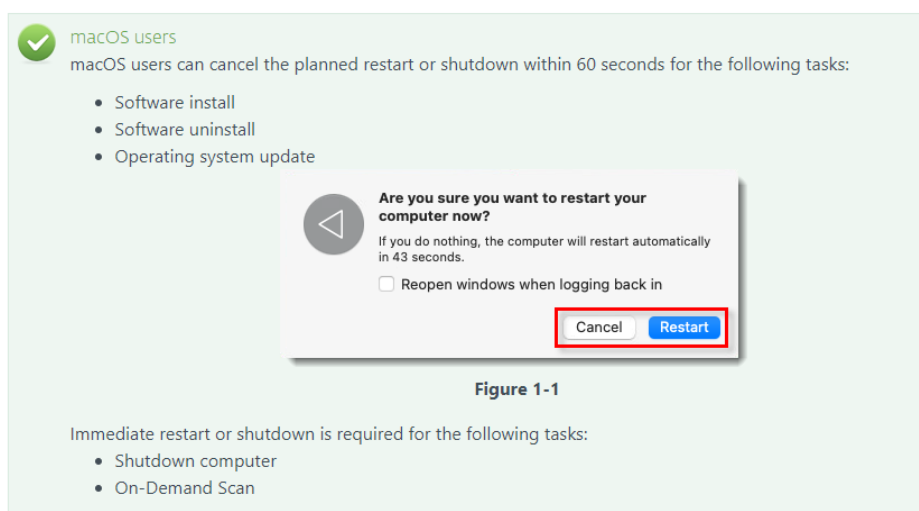 macOS users
macOS users can cancel the planned restart or shutdown within 60 seconds for the following tasks:
• Software install
• Software uninstall
• Operating system update
Are you sure you want to restart your
computer now?
If you do nothing, the computer will restart automatically
in 43 seconds.
Reopen windows when logging back in
Cancel Restart
Figure 1-1
Immediate restart or shutdown is required for the following tasks:
• Shutdown computer
• On-Demand Scan